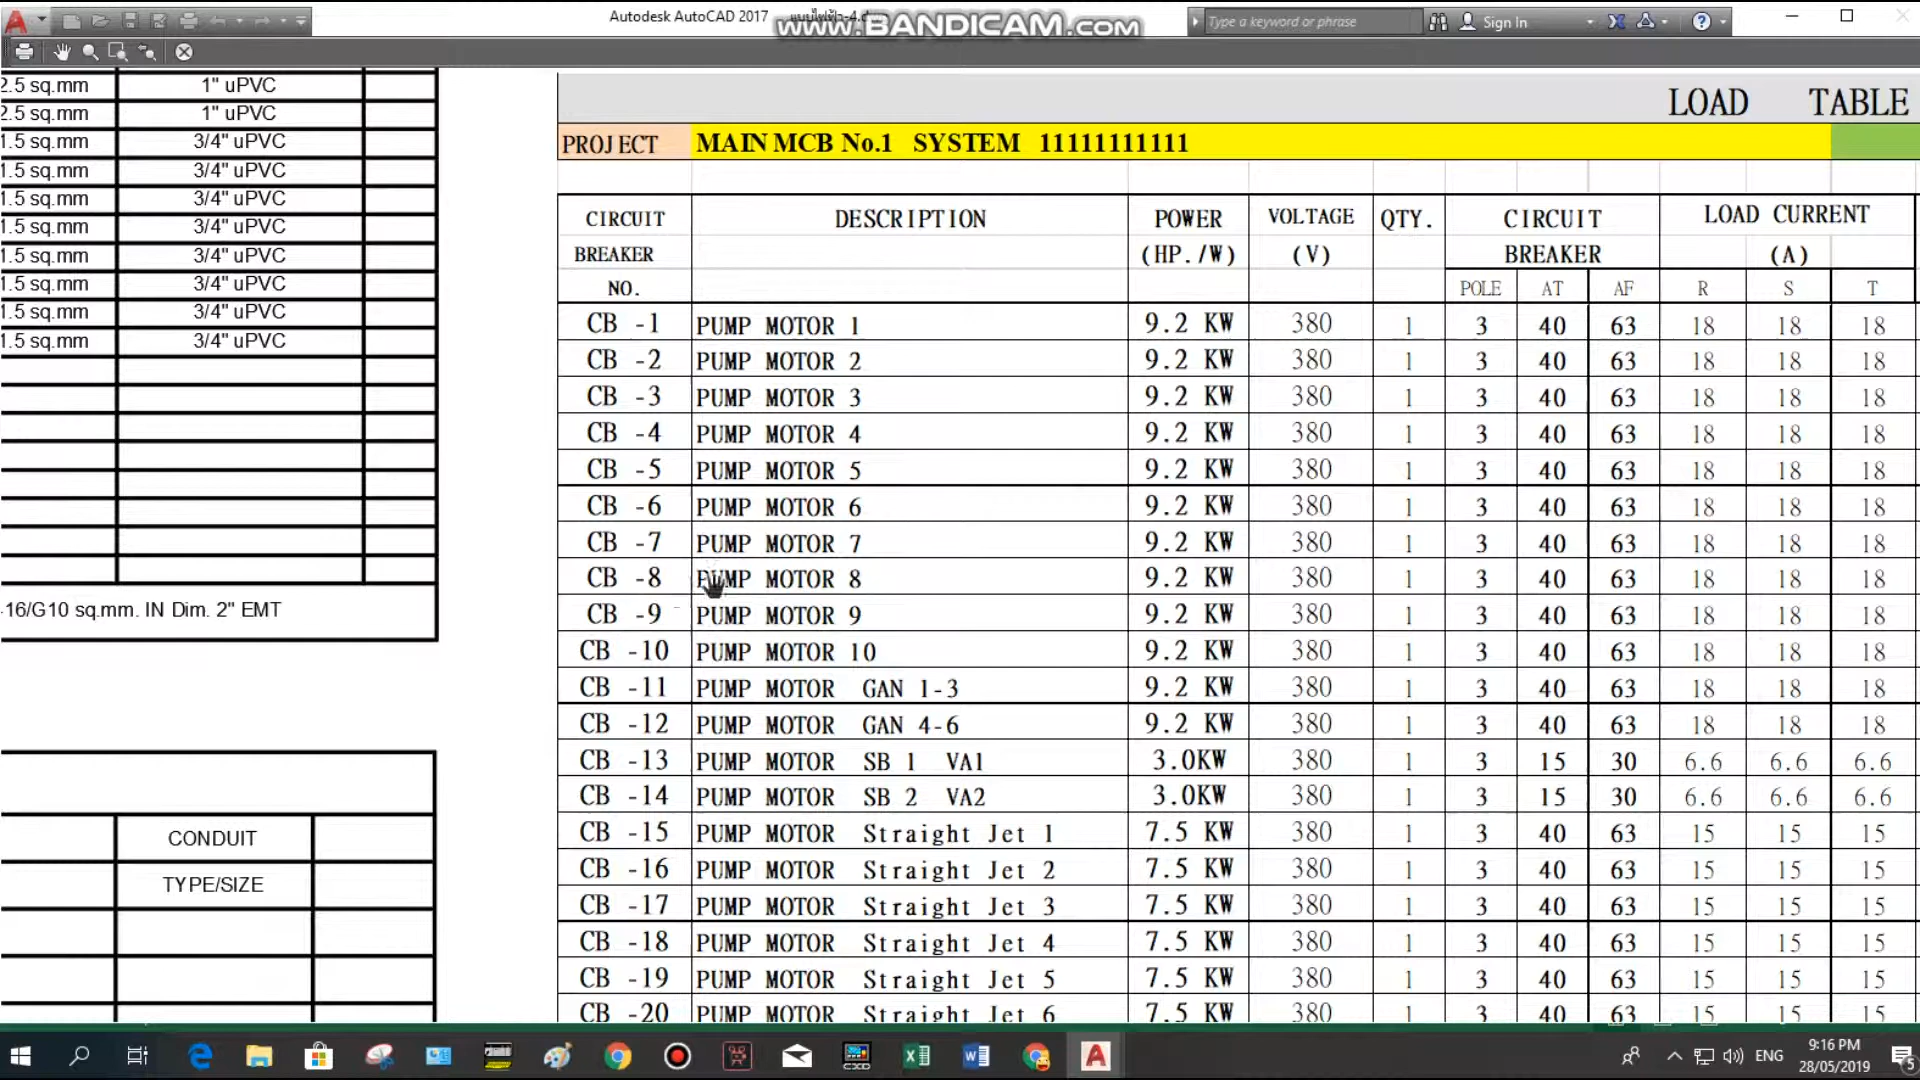 Autodesk AutoCAD 2017
www.BANDICAM.com
Type a keyword or phrase
Sign In
2.5 sq.mm 1" uPVC
2.5 sq.mm 1" uPVC
1.5 sq.mm 3/4" uPVC
1.5 sq.mm 3/4" uPVC
1.5 sq.mm 3/4" uPVC
1.5 sq.mm 3/4" uPVC
1.5 sq.mm 3/4" uPVC
1.5 sq.mm 3/4" uPVC
1.5 sq.mm 3/4" uPVC
1.5 sq.mm 3/4" uPVC
-16/G10 sq.mm. IN Dim. 2" EMT
CONDUIT
TYPE/SIZE
LOAD TABLE
PROJECT MAIN MCB No.1 SYSTEM 11111111111
CIRCUIT DESCRIPTION POWER VOLTAGE QTY. CIRCUIT LOAD CURRENT
BREAKER (HP./W) (V) BREAKER (A)
NO. POLE AT AF R S T
CB -1 PUMP MOTOR 1 9.2 KW 380 1 3 40 63 18 18 18
CB -2 PUMP MOTOR 2 9.2 KW 380 1 3 40 63 18 18 18
CB -3 PUMP MOTOR 3 9.2 KW 380 1 3 40 63 18 18 18
CB -4 PUMP MOTOR 4 9.2 KW 380 1 3 40 63 18 18 18
CB -5 PUMP MOTOR 5 9.2 KW 380 1 3 40 63 18 18 18
CB -6 PUMP MOTOR 6 9.2 KW 380 1 3 40 63 18 18 18
CB -7 PUMP MOTOR 7 9.2 KW 380 1 3 40 63 18 18 18
CB -8 PUMP MOTOR 8 9.2 KW 380 1 3 40 63 18 18 18
CB -9 PUMP MOTOR 9 9.2 KW 380 1 3 40 63 18 18 18
CB -10 PUMP MOTOR 10 9.2 KW 380 1 3 40 63 18 18 18
CB -11 PUMP MOTOR GAN 1-3 9.2 KW 380 1 3 40 63 18 18 18
CB -12 PUMP MOTOR GAN 4-6 9.2 KW 380 1 3 40 63 18 18 18
CB -13 PUMP MOTOR SB 1 VA1 3.0KW 380 1 3 15 30 6.6 6.6 6.6
CB -14 PUMP MOTOR SB 2 VA2 3.0KW 380 1 3 15 30 6.6 6.6 6.6
CB -15 PUMP MOTOR Straight Jet 1 7.5 KW 380 1 3 40 63 15 15 15
CB -16 PUMP MOTOR Straight Jet 2 7.5 KW 380 1 3 40 63 15 15 15
CB -17 PUMP MOTOR Straight Jet 3 7.5 KW 380 1 3 40 63 15 15 15
CB -18 PUMP MOTOR Straight Jet 4 7.5 KW 380 1 3 40 63 15 15 15
CB -19 PUMP MOTOR Straight Jet 5 7.5 KW 380 1 3 40 63 15 15 15
CB -20 PUMP MOTOR Straight Jet 6 7.5 KW 380 1 3 40 63 15 15 15
ENG
9:16 PM
28/05/2019
5